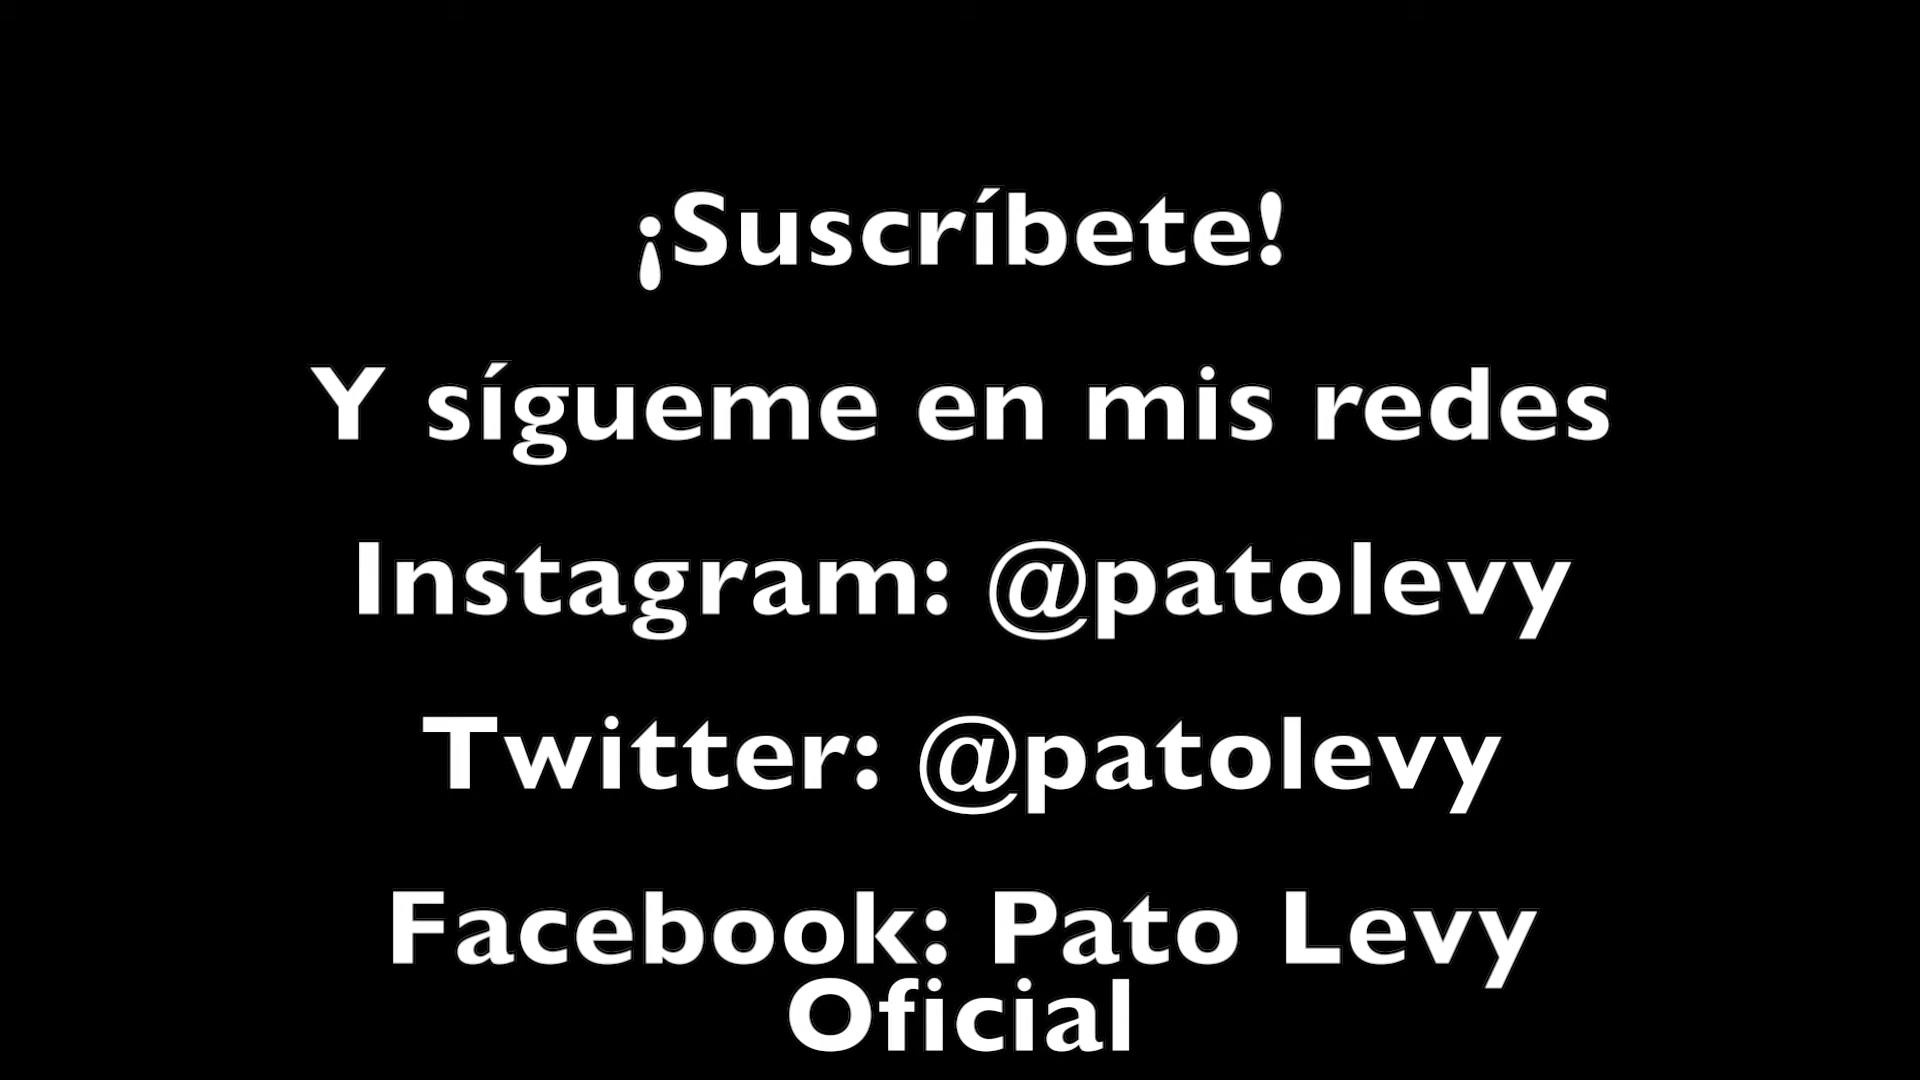 ¡Suscríbete!
Y sígueme en mis redes
Instagram: @patolevy
Twitter: @patolevy
Facebook: Pato Levy
Oficial